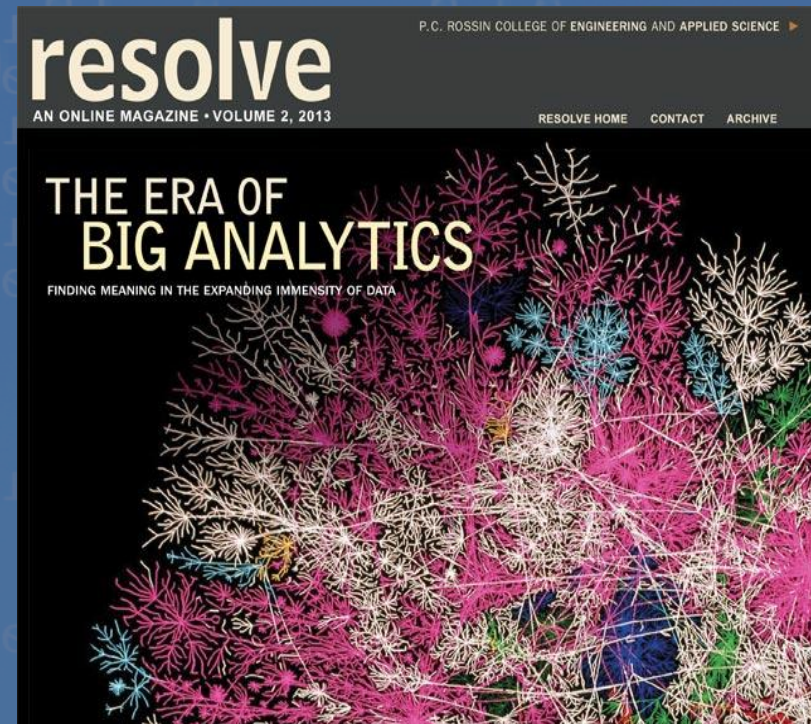 P.C. ROSSIN COLLEGE OF ENGINEERING AND APPLIED SCIENCE
resolve
AN ONLINE MAGAZINE • VOLUME 2, 2013
RESOLVE HOME CONTACT ARCHIVE
THE ERA OF
BIG ANALYTICS
FINDING MEANING IN THE EXPANDING IMMENSITY OF DATA